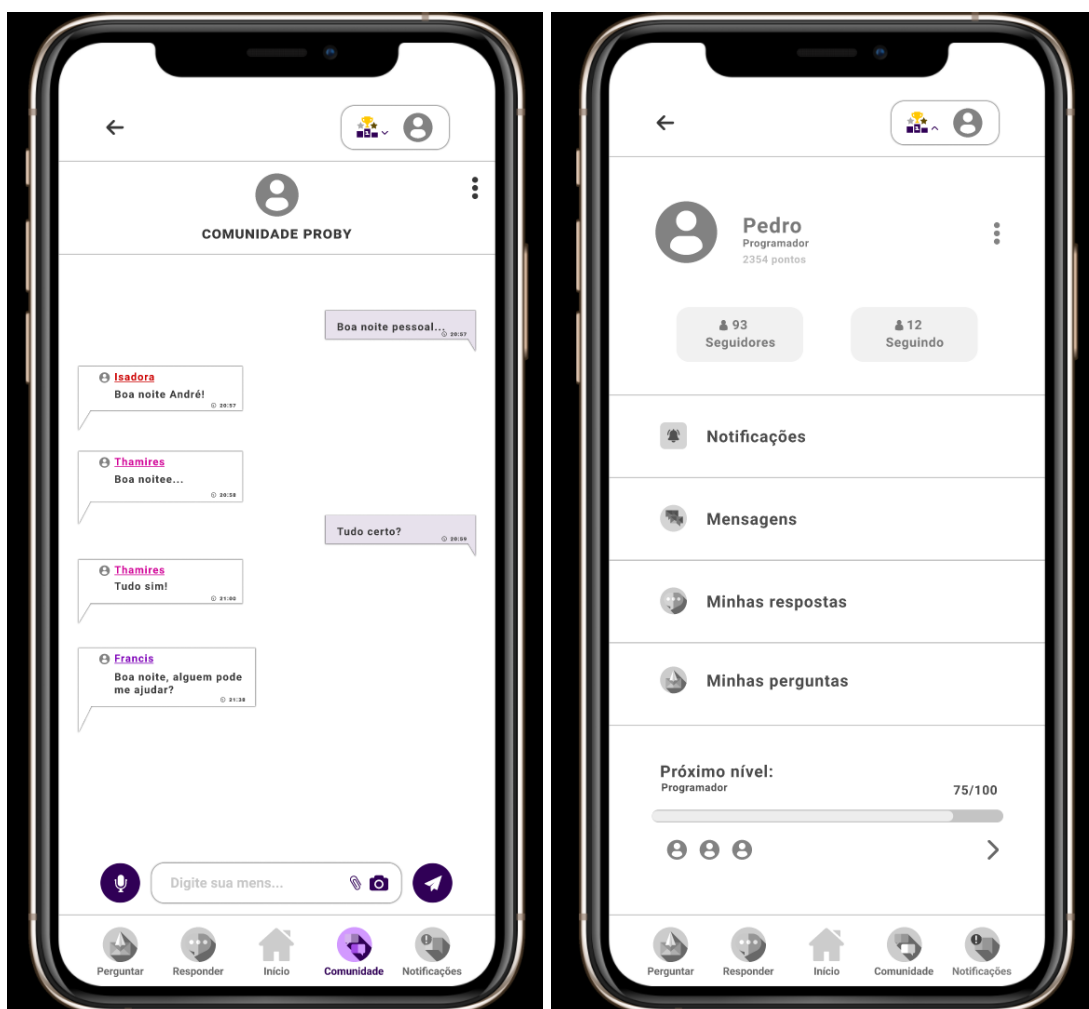 COMUNIDADE PROBY
Boa noite pessoal...
20:57
Isadora
Boa noite André!
20:57
Thamires
Boa noitee...
20:58
Tudo certo?
20:59
Thamires
Tudo sim!
21:00
Francis
Boa noite, alguem pode
me ajudar?
21:38
Digite sua mens...
Perguntar
Responder
Início
Comunidade
Notificações
Pedro
Programador
2354 pontos
93
Seguidores
12
Seguindo
Notificações
Mensagens
Minhas respostas
Minhas perguntas
Próximo nível:
Programador
75/100
Perguntar
Responder
Início
Comunidade
Notificações